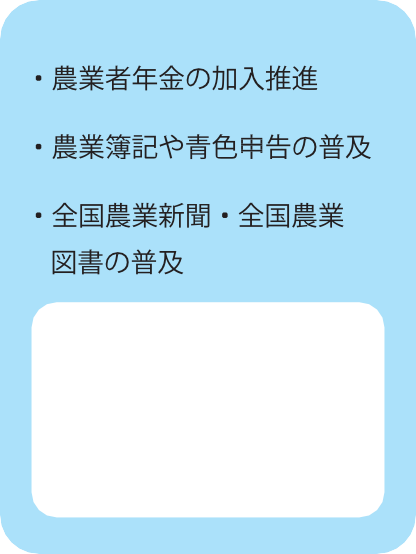 ・農業者年金の加入推進
・農業簿記や青色申告の普及
・全国農業新聞・全国農業
図書の普及